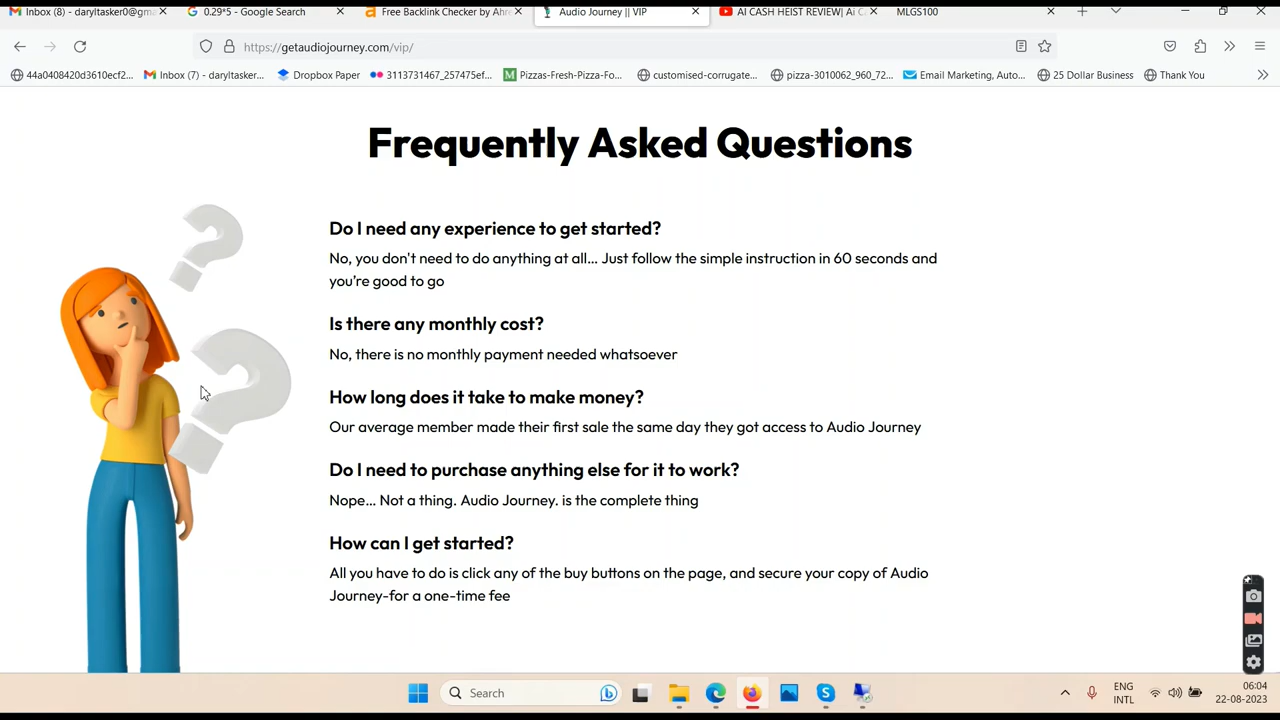 Inbox (8) - daryltasker0@gma
0.29*5 - Google Search
Free Backlink Checker by Ahre
Audio Journey || VIP
AI CASH HEIST REVIEW| Ai C
MLGS100
https://getaudiojourney.com/vip/
44a0408420d3610ecf2...
Inbox (7) - daryltasker...
Dropbox Paper
3113731467_257475ef...
Pizzas-Fresh-Pizza-Fo...
customised-corrugate...
pizza-3010062_960_72...
Email Marketing, Auto...
25 Dollar Business
Thank You
Frequently Asked Questions
Do I need any experience to get started?
No, you don't need to do anything at all... Just follow the simple instruction in 60 seconds and
you're good to go
Is there any monthly cost?
No, there is no monthly payment needed whatsoever
How long does it take to make money?
Our average member made their first sale the same day they got access to Audio Journey
Do I need to purchase anything else for it to work?
Nope... Not a thing. Audio Journey. is the complete thing
How can I get started?
All you have to do is click any of the buy buttons on the page, and secure your copy of Audio
Journey-for a one-time fee
Search
ENG
INTL
06:04
22-08-2023